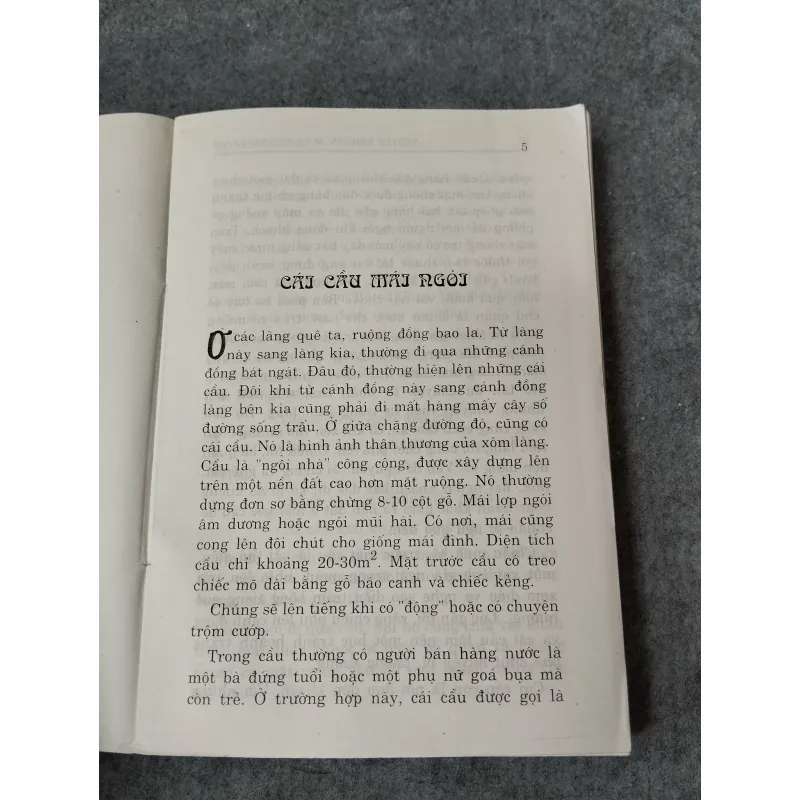 5
CÁI CẦU MÁI NGÓI
Ở các làng quê ta, ruộng đồng bao la. Từ làng
này sang làng kia, thường đi qua những cánh
đồng bát ngát. Đâu đó, thường hiện lên những cái
cầu. Đôi khi từ cánh đồng này sang cánh đồng
làng bên kia cũng phải đi mất hàng mấy cây số
đường sống trâu. Ở giữa chặng đường đó, cũng có
cái cầu. Nó là hình ảnh thân thương của xóm làng.
Cầu là "ngôi nhà" công cộng, được xây dựng lên
trên một nền đất cao hơn mặt ruộng. Nó thường
dựng đơn sơ bằng chừng 8-10 cột gỗ. Mái lợp ngói
âm dương hoặc ngói mũi hài. Có nơi, mái cũng
cong lên đôi chút cho giống mái đình. Diện tích
cầu chỉ khoảng 20-30m². Mặt trước cầu có treo
chiếc mõ dài bằng gỗ báo canh và chiếc kẻng.
Chúng sẽ lên tiếng khi có "động" hoặc có chuyện
trộm cướp.
Trong cầu thường có người bán hàng nước là
một bà đứng tuổi hoặc một phụ nữ goá bụa mà
còn trẻ. Ở trường hợp này, cái cầu được gọi là